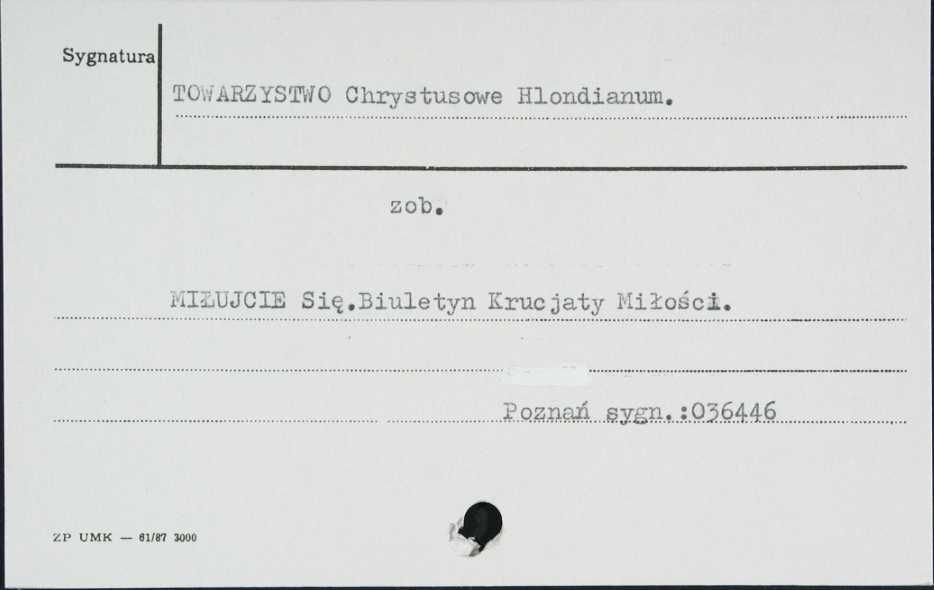 Sygnatura
TOWARZYSTWO Chrystusowe Hlondianum.
zob.
MIŁUJCIE Się.Biuletyn Krucjaty Miłości.
Poznań sygn.:036446
ZP UMK — 61/87 3000